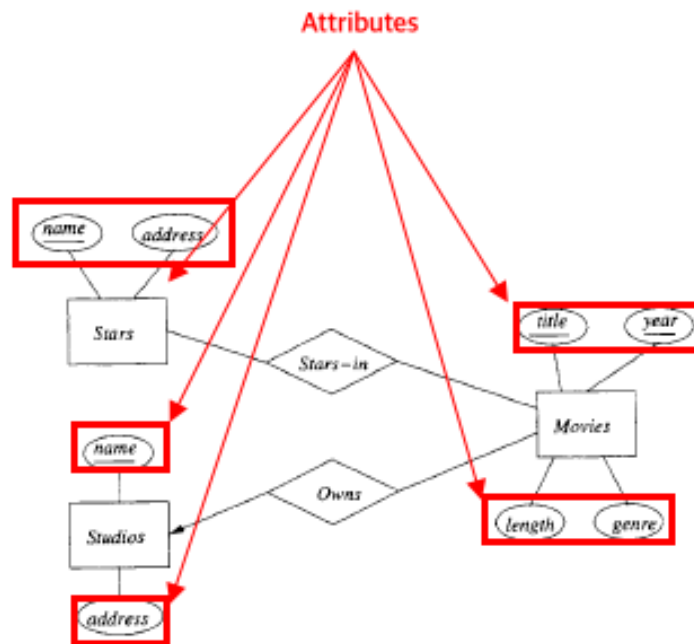 Attributes
name address
Stars
title year
Stars-in
Movies
name
Owns
length genre
Studios
address